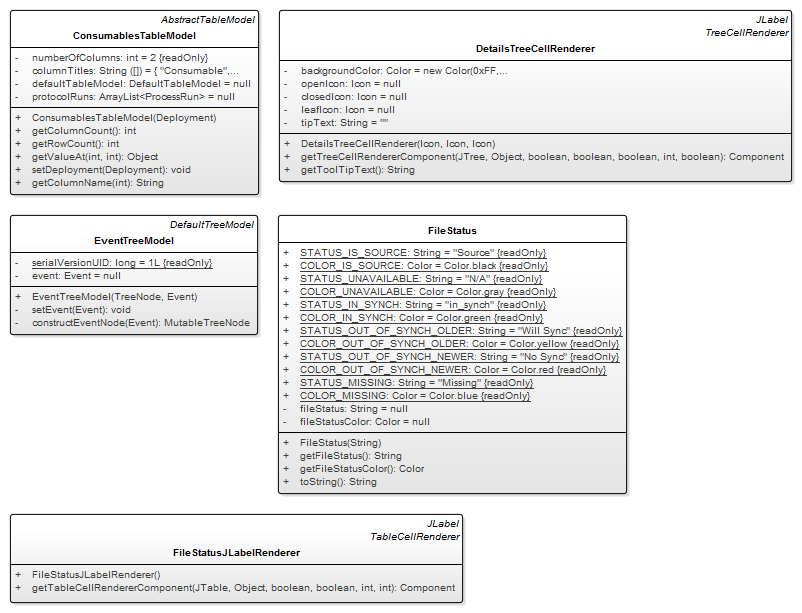 AbstractTableModel
ConsumablesTableModel
- numberOfColumns: int = 2 {readOnly}
- columnTitles: String ([]) = { "Consumable",...
- defaultTableModel: DefaultTableModel = null
- protocolRuns: ArrayList<ProcessRun> = null
+ ConsumablesTableModel(Deployment)
+ getColumnCount(): int
+ getRowCount(): int
+ getValueAt(int, int): Object
+ setDeployment(Deployment): void
+ getColumnName(int): String
JLabel
TreeCellRenderer
DetailsTreeCellRenderer
- backgroundColor: Color = new Color(0xFF,...
- openIcon: Icon = null
- closedIcon: Icon = null
- leafIcon: Icon = null
- tipText: String = ""
+ DetailsTreeCellRenderer(Icon, Icon, Icon)
+ getTreeCellRendererComponent(JTree, Object, boolean, boolean, boolean, int, boolean): Component
+ getToolTipText(): String
DefaultTreeModel
EventTreeModel
- serialVersionUID: long = 1L {readOnly}
- event: Event = null
+ EventTreeModel(TreeNode, Event)
- setEvent(Event): void
- constructEventNode(Event): MutableTreeNode
FileStatus
+ STATUS_IS_SOURCE: String = "Source" {readOnly}
+ COLOR_IS_SOURCE: Color = Color.black {readOnly}
+ STATUS_UNAVAILABLE: String = "N/A" {readOnly}
+ COLOR_UNAVAILABLE: Color = Color.gray {readOnly}
+ STATUS_IN_SYNCH: String = "in_synch" {readOnly}
+ COLOR_IN_SYNCH: Color = Color.green {readOnly}
+ STATUS_OUT_OF_SYNCH_OLDER: String = "Will Sync" {readOnly}
+ COLOR_OUT_OF_SYNCH_OLDER: Color = Color.yellow {readOnly}
+ STATUS_OUT_OF_SYNCH_NEWER: String = "No Sync" {readOnly}
+ COLOR_OUT_OF_SYNCH_NEWER: Color = Color.red {readOnly}
+ STATUS_MISSING: String = "Missing" {readOnly}
+ COLOR_MISSING: Color = Color.blue {readOnly}
- fileStatus: String = null
- fileStatusColor: Color = null
+ FileStatus(String)
+ getFileStatus(): String
+ getFileStatusColor(): Color
+ toString(): String
JLabel
TableCellRenderer
FileStatusJLabelRenderer
+ FileStatusJLabelRenderer()
+ getTableCellRendererComponent(JTable, Object, boolean, boolean, int, int): Component